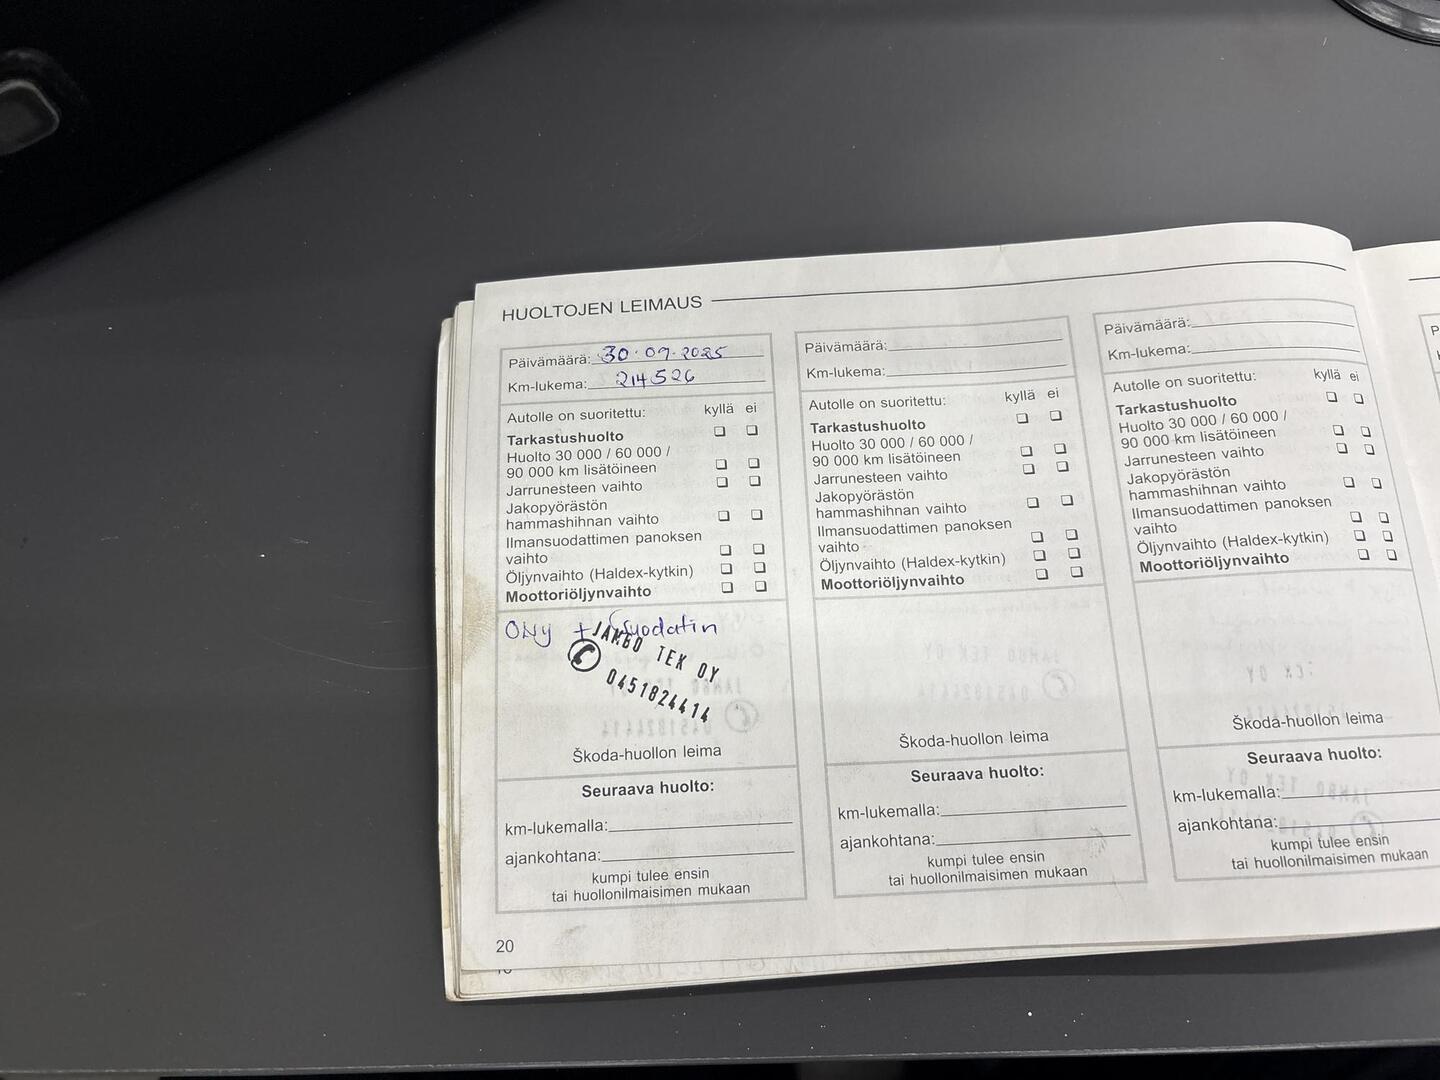 HUOLTOJEN LEIMAUS
Päivämäärä: 30.09.2025
Km-lukema: 214526
Autolle on suoritettu: kyllä ei
Tarkastushuolto
Huolto 30 000 / 60 000 /
90 000 km lisätöineen
Jarrunesteen vaihto
Jakopyörästön
hammashihnan vaihto
Ilmansuodattimen panoksen
vaihto
Öljynvaihto (Haldex-kytkin)
Moottoriöljynvaihto
+ Suodatin
JAMBO TEK OY
0451824414
Škoda-huollon leima
Seuraava huolto:
km-lukemalla:
ajankohtana:
kumpi tulee ensin
tai huollonilmaisimen mukaan
20
Päivämäärä:
Km-lukema:
Autolle on suoritettu: kyllä ei
Tarkastushuolto
Huolto 30 000 / 60 000 /
90 000 km lisätöineen
Jarrunesteen vaihto
Jakopyörästön
hammashihnan vaihto
Ilmansuodattimen panoksen
vaihto
Öljynvaihto (Haldex-kytkin)
Moottoriöljynvaihto
Škoda-huollon leima
Seuraava huolto:
km-lukemalla:
ajankohtana:
kumpi tulee ensin
tai huollonilmaisimen mukaan
Päivämäärä:
Km-lukema:
Autolle on suoritettu: kyllä ei
Tarkastushuolto
Huolto 30 000 / 60 000 /
90 000 km lisätöineen
Jarrunesteen vaihto
Jakopyörästön
hammashihnan vaihto
Ilmansuodattimen panoksen
vaihto
Öljynvaihto (Haldex-kytkin)
Moottoriöljynvaihto
Škoda-huollon leima
Seuraava huolto:
km-lukemalla:
ajankohtana:
kumpi tulee ensin
tai huollonilmaisimen mukaan